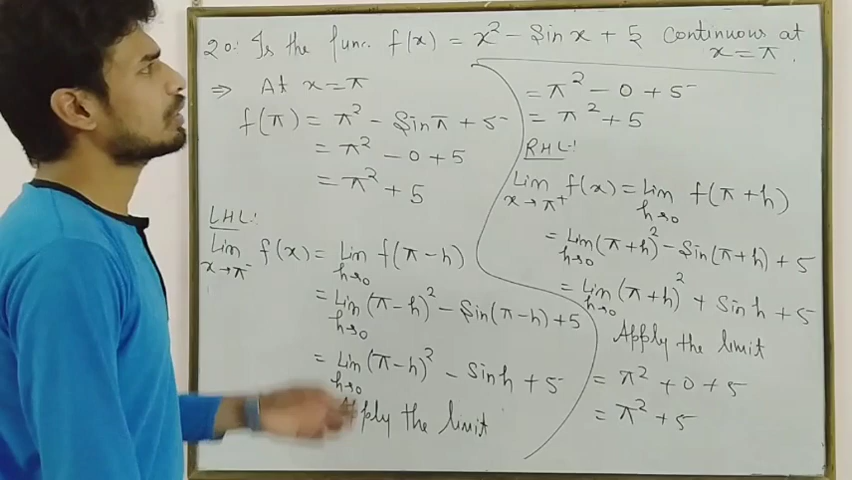 20: Is the func. f(x) = x² - Sin x + 5 continuous at
x = π.
⇒ At x = π
f(π) = π² - Sin π + 5
= π² - 0 + 5
= π² + 5
LHL:
Lim x→π⁻ f(x) = Lim h→0 f(π - h)
= Lim h→0 (π - h)² - Sin(π - h) + 5
= Lim h→0 (π - h)² - Sin h + 5
Apply the limit
= π² - 0 + 5
= π² + 5
RHL:
Lim x→π⁺ f(x) = Lim h→0 f(π + h)
= Lim h→0 (π + h)² - Sin(π + h) + 5
= Lim h→0 (π + h)² + Sin h + 5
Apply the limit
= π² + 0 + 5
= π² + 5